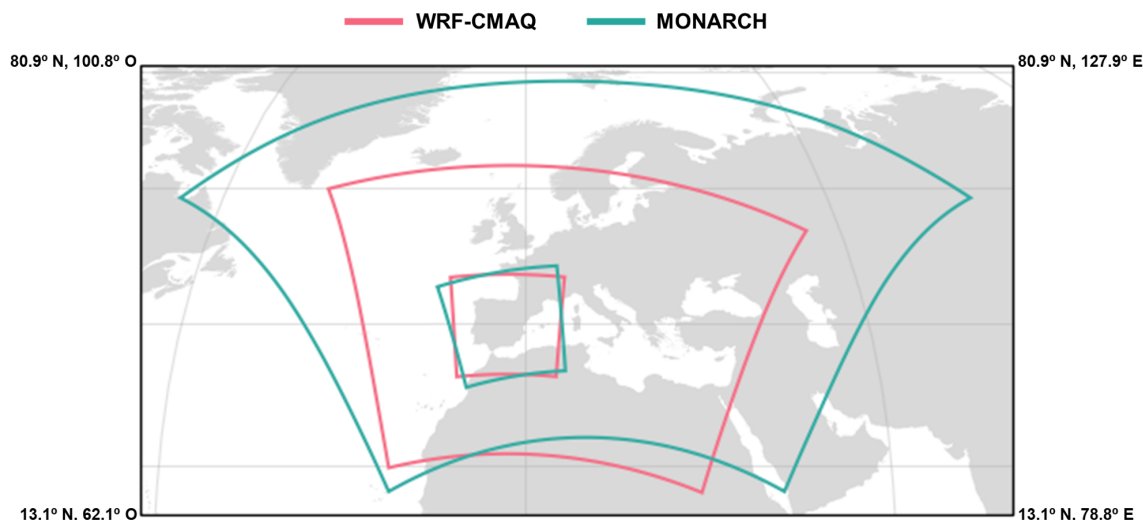 WRF-CMAQ MONARCH
80.9º N, 100.8º O
80.9º N, 127.9º E
13.1º N. 62.1º O
13.1º N, 78.8º E